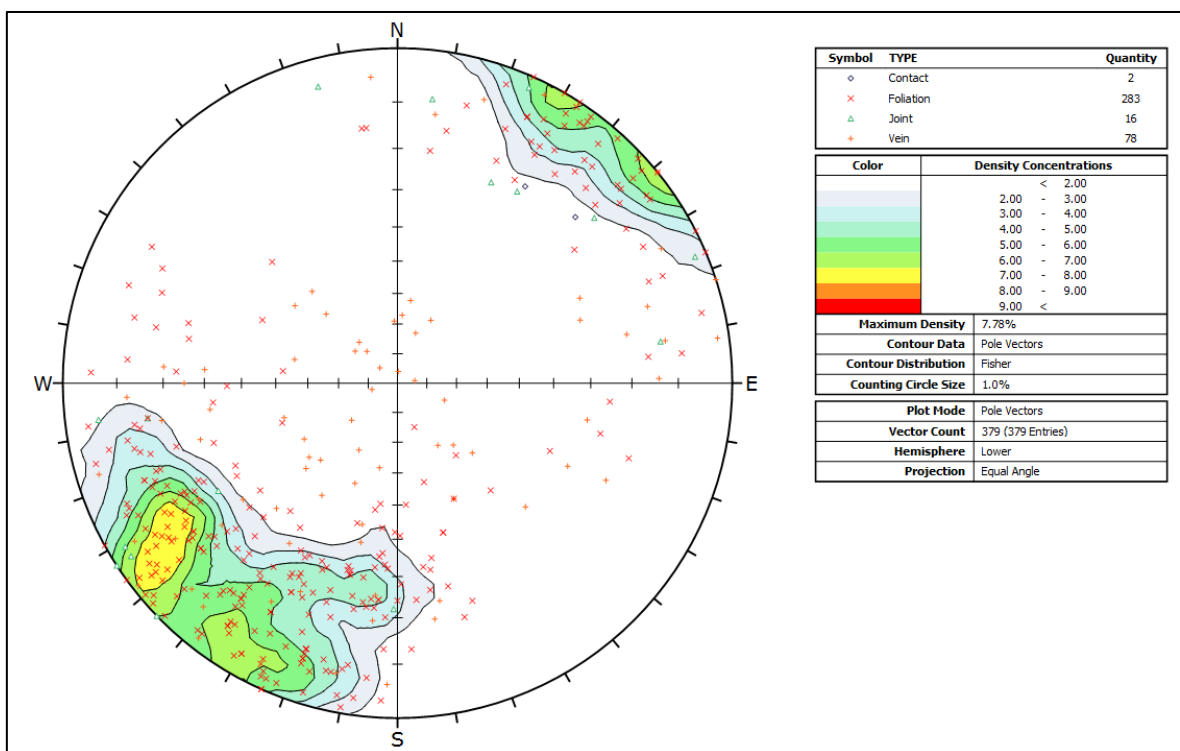 N
W
E
S
Symbol TYPE Quantity
Contact 2
Foliation 283
Joint 16
Vein 78
Color Density Concentrations
< 2.00
2.00 - 3.00
3.00 - 4.00
4.00 - 5.00
5.00 - 6.00
6.00 - 7.00
7.00 - 8.00
8.00 - 9.00
9.00 <
Maximum Density 7.78%
Contour Data Pole Vectors
Contour Distribution Fisher
Counting Circle Size 1.0%
Plot Mode Pole Vectors
Vector Count 379 (379 Entries)
Hemisphere Lower
Projection Equal Angle